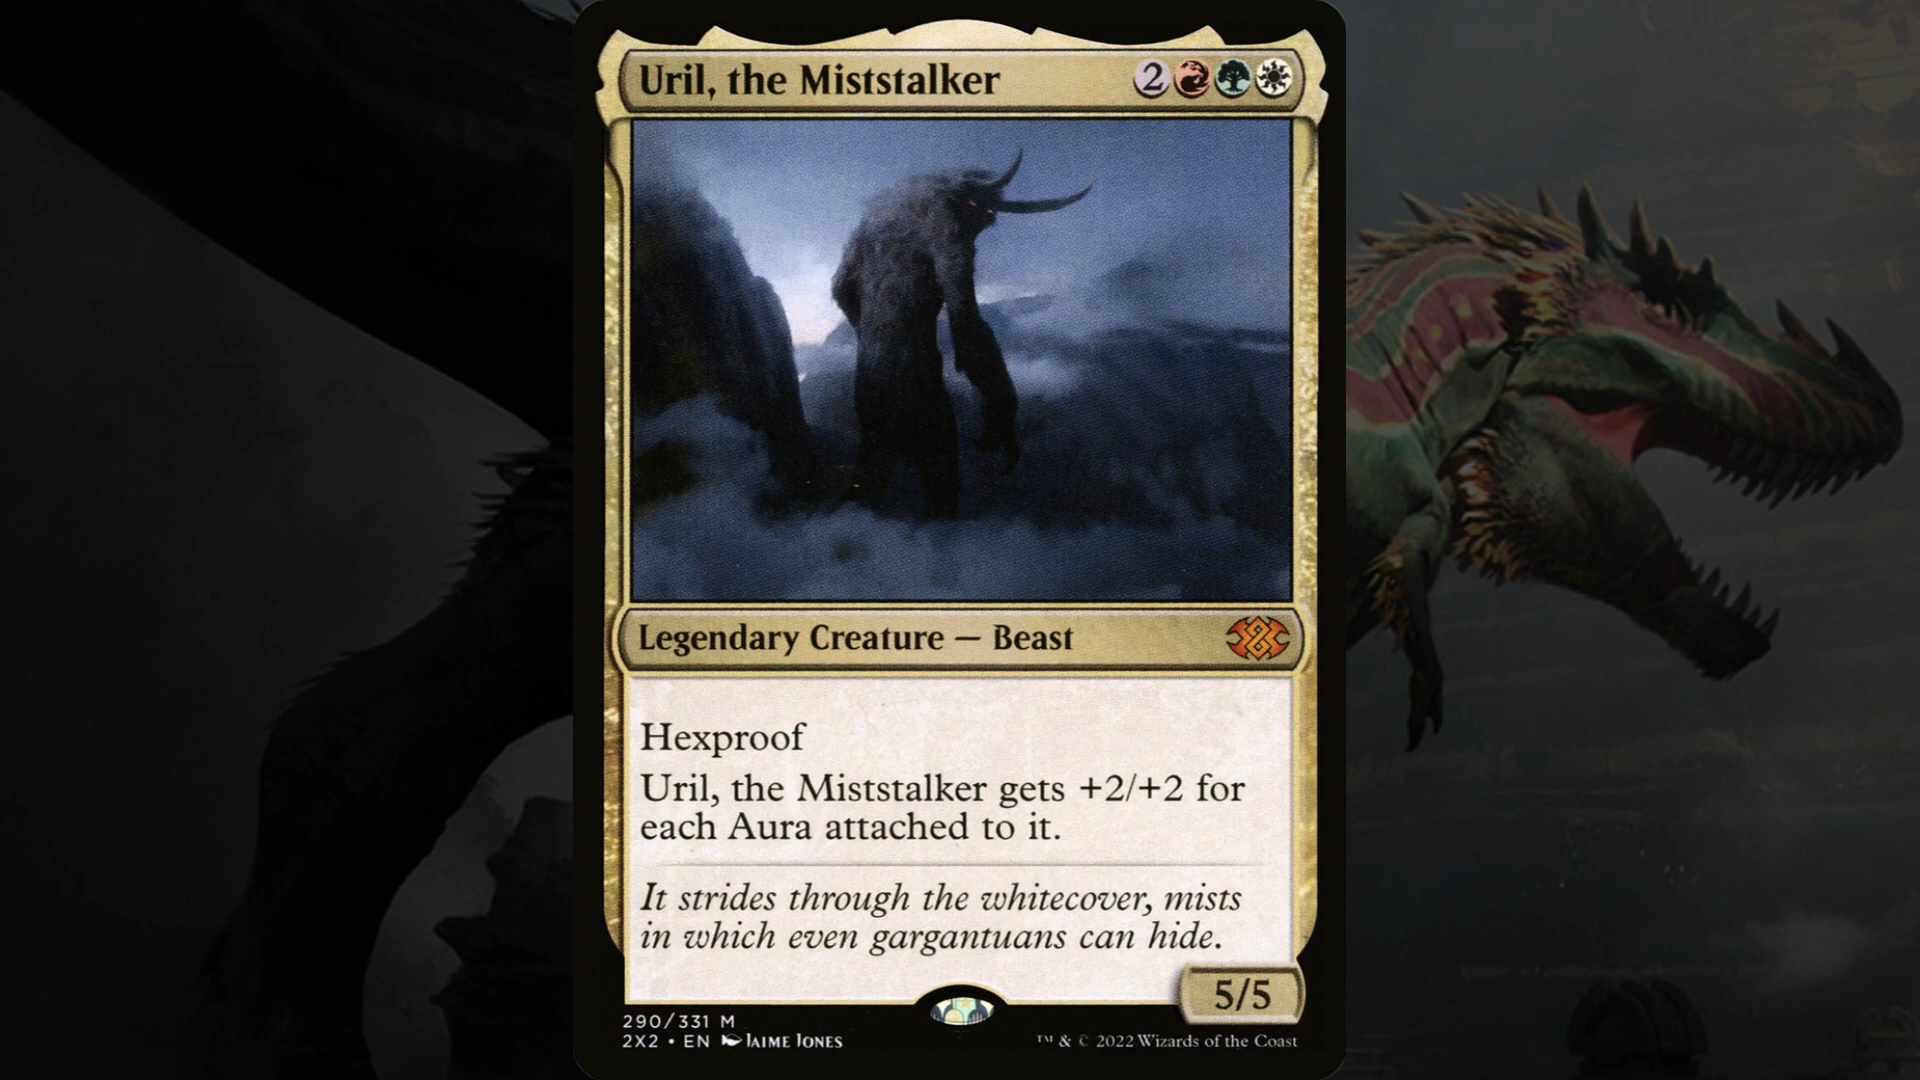 Uril, the Miststalker 2
Legendary Creature — Beast
Hexproof
Uril, the Miststalker gets +2/+2 for
each Aura attached to it.
It strides through the whitecover, mists
in which even gargantuans can hide.
5/5
290/331 M
2X2 • EN JAIME JONES
™ & © 2022 Wizards of the Coast